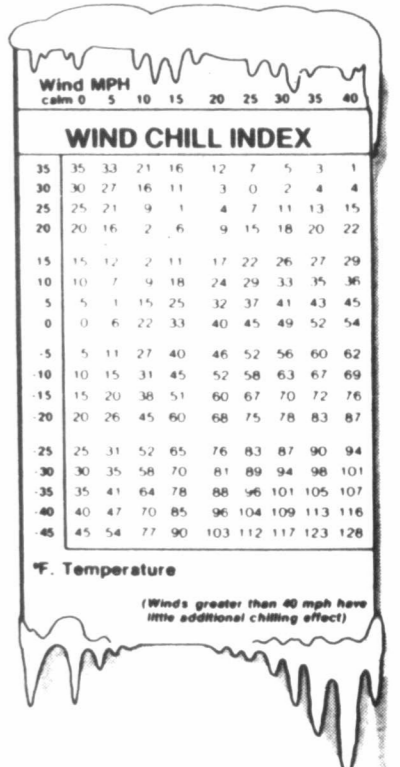 Wind MPH
calm 0 5 10 15 20 25 30 35 40
WIND CHILL INDEX
35 35 33 21 16 12 7 5 3 1
30 30 27 16 11 3 0 2 4 4
25 25 21 9 1 4 7 11 13 15
20 20 16 2 6 9 15 18 20 22
15 15 12 2 11 17 22 26 27 29
10 10 7 9 18 24 29 33 35 36
5 5 1 15 25 32 37 41 43 45
0 0 6 22 33 40 45 49 52 54
-5 5 11 27 40 46 52 56 60 62
-10 10 15 31 45 52 58 63 67 69
-15 15 20 38 51 60 67 70 72 76
-20 20 26 45 60 68 75 78 83 87
-25 25 31 52 65 76 83 87 90 94
-30 30 35 58 70 81 89 94 98 101
-35 35 41 64 78 88 96 101 105 107
-40 40 47 70 85 96 104 109 113 116
-45 45 54 77 90 103 112 117 123 128
°F. Temperature
(Winds greater than 40 mph have
little additional chilling effect)